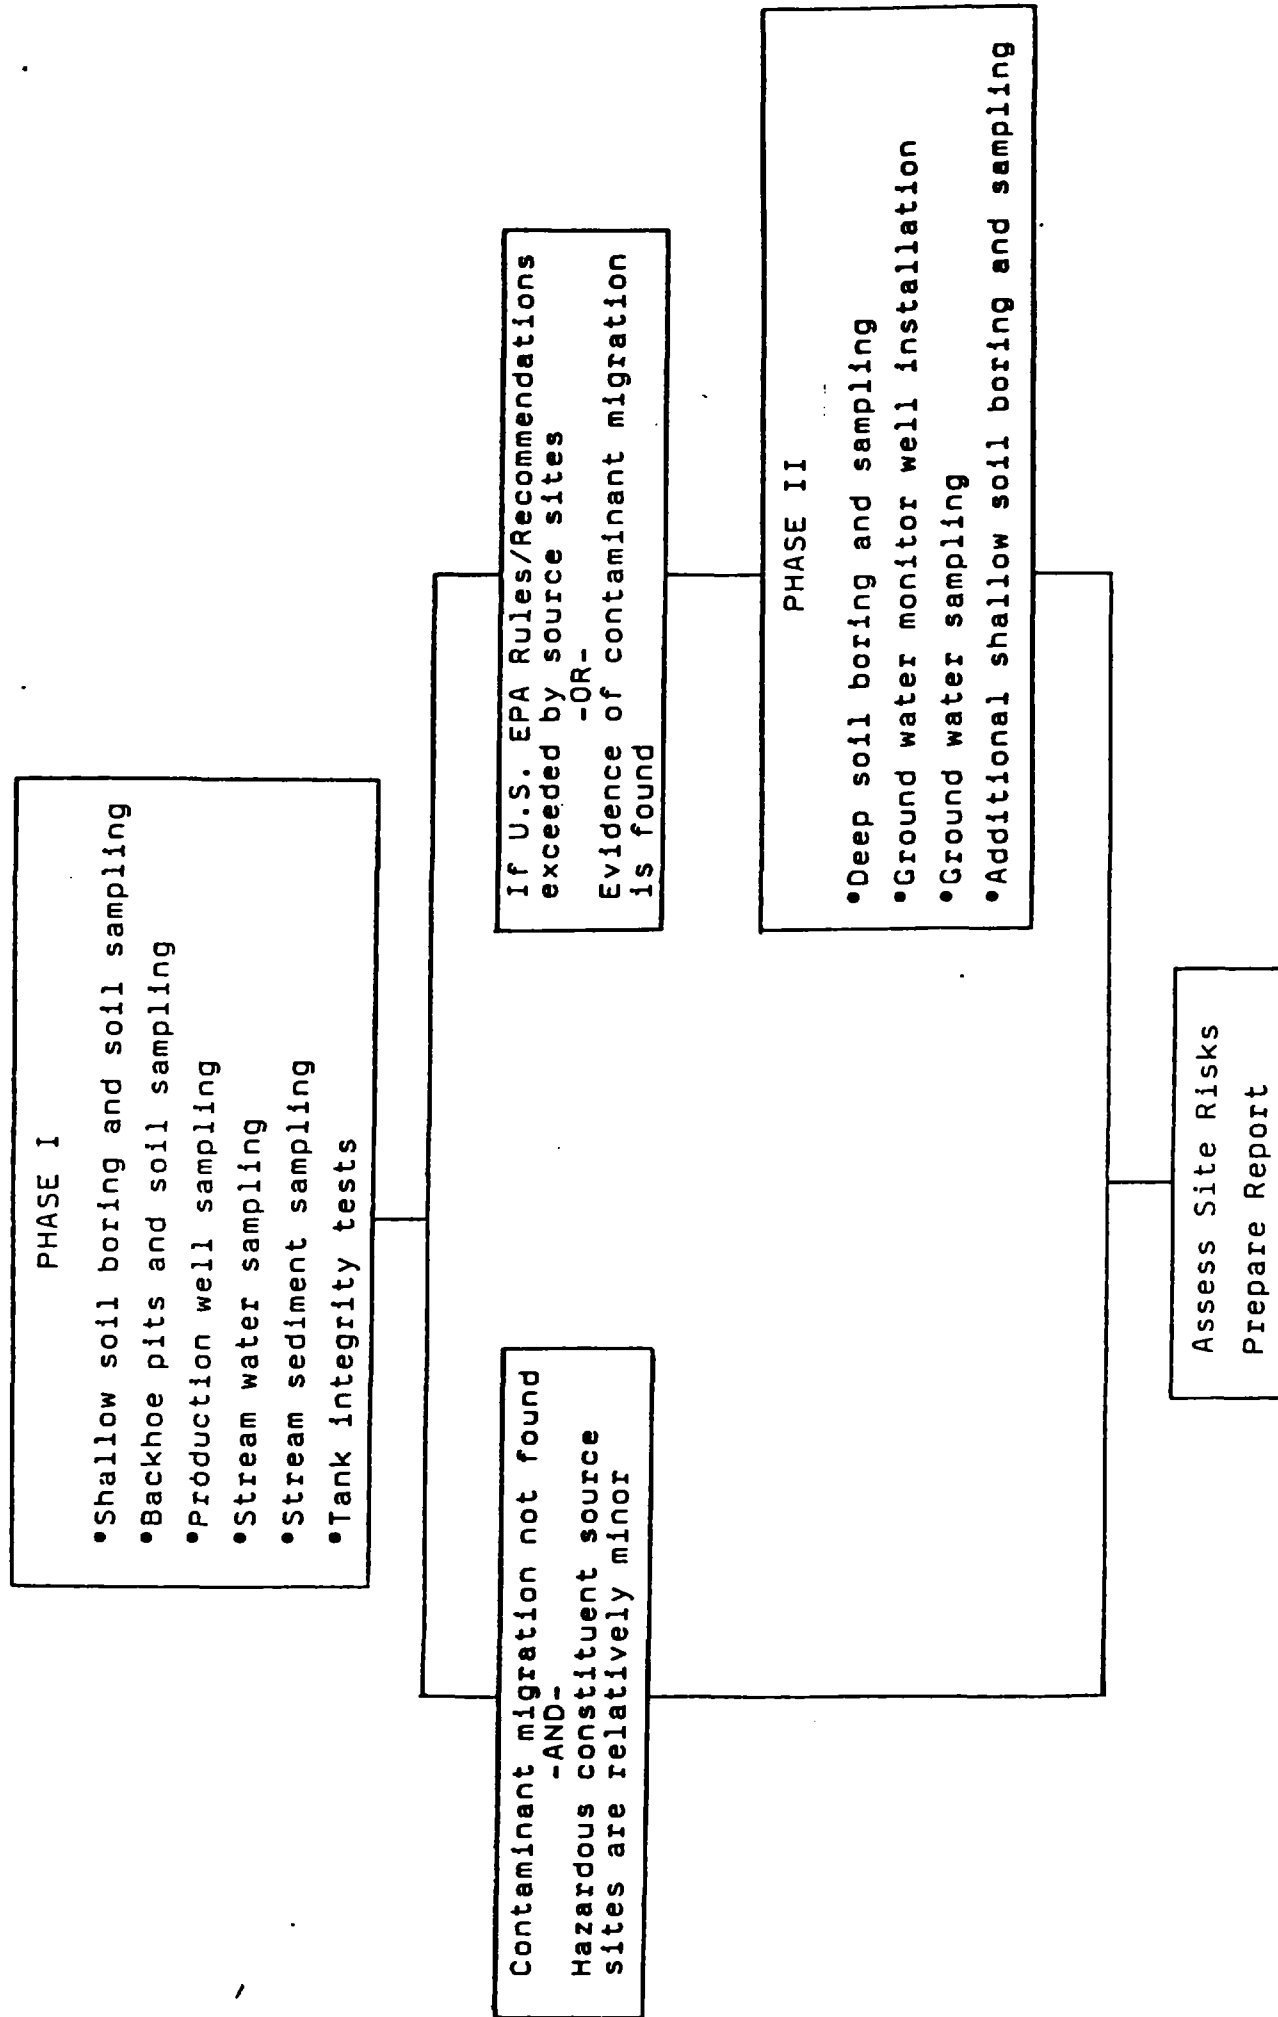 PHASE I
•Shallow soil boring and soil sampling
•Backhoe pits and soil sampling
•Production well sampling
•Stream water sampling
•Stream sediment sampling
•Tank integrity tests
Contaminant migration not found
-AND-
Hazardous constituent source
sites are relatively minor
If U.S. EPA Rules/Recommendations
exceeded by source sites
-OR-
Evidence of contaminant migration
is found
PHASE II
•Deep soil boring and sampling
•Ground water monitor well installation
•Ground water sampling
•Additional shallow soil boring and sampling
Assess Site Risks
Prepare Report